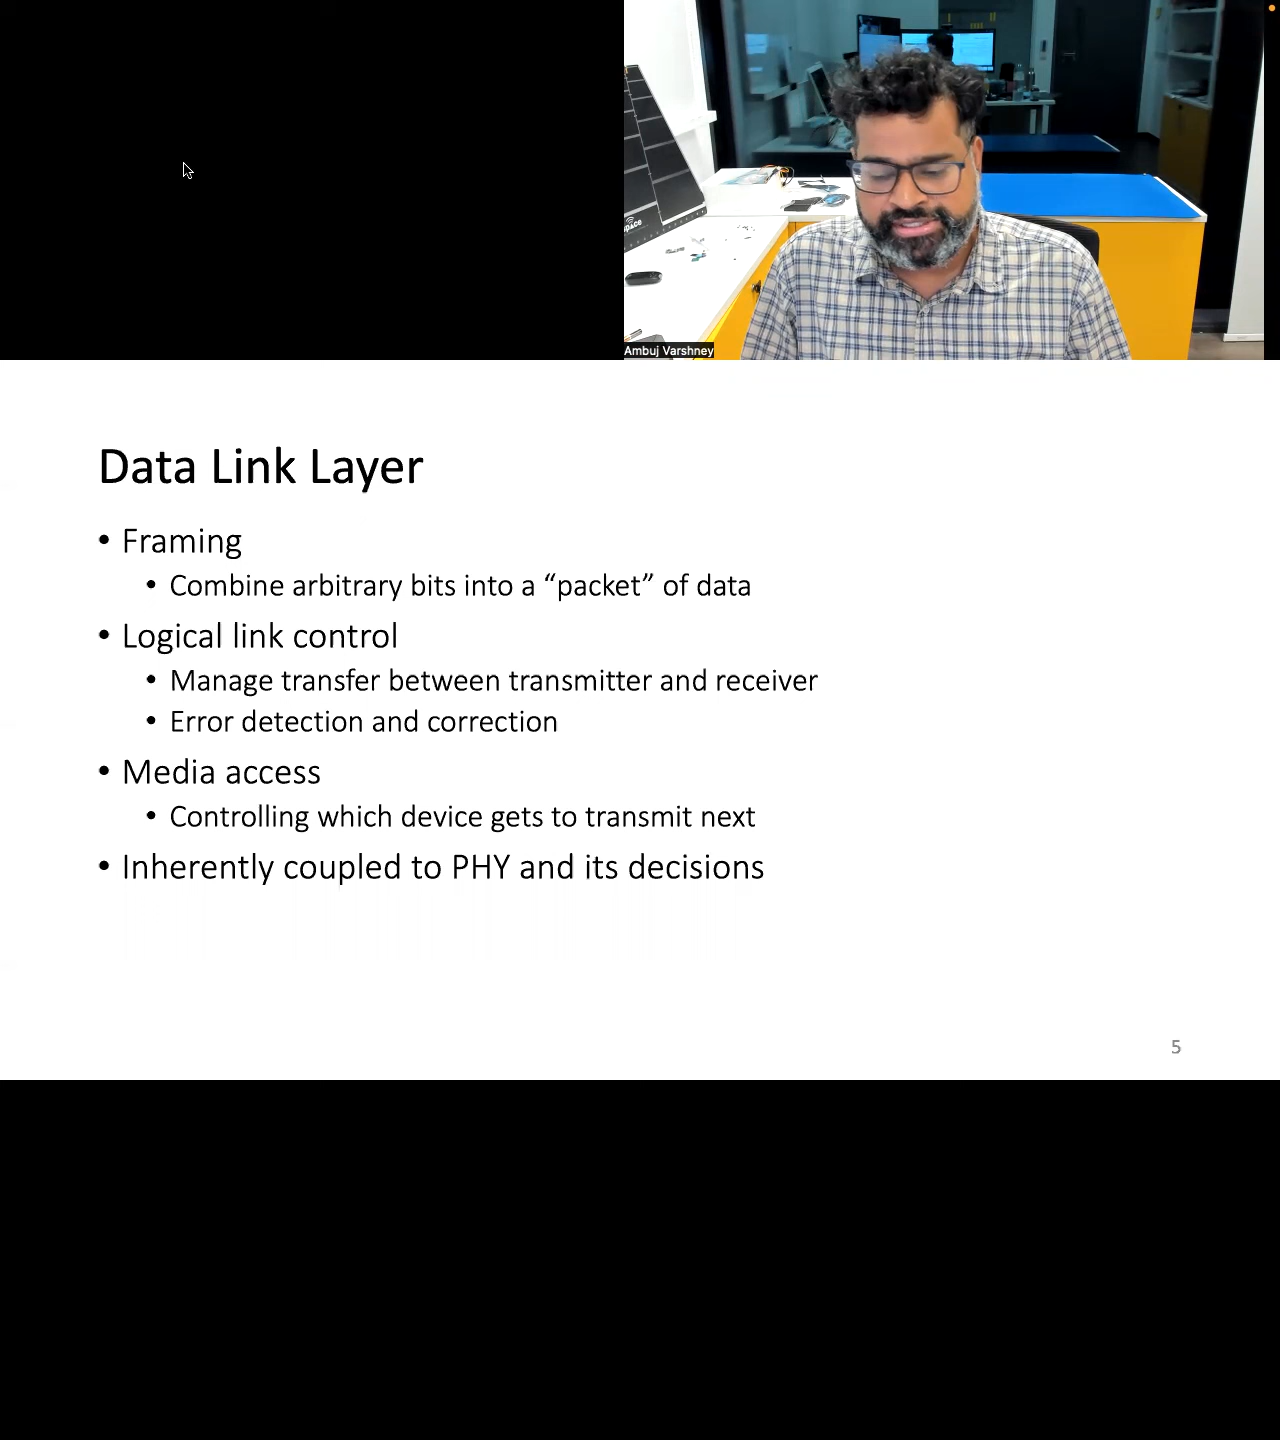 space
Ambuj Varshney
Data Link Layer
• Framing
• Combine arbitrary bits into a “packet” of data
• Logical link control
• Manage transfer between transmitter and receiver
• Error detection and correction
• Media access
• Controlling which device gets to transmit next
• Inherently coupled to PHY and its decisions
5